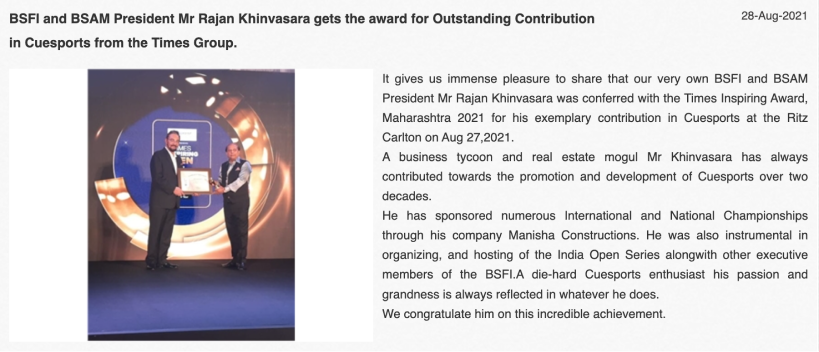 BSFI and BSAM President Mr Rajan Khinvasara gets the award for Outstanding Contribution
in Cuesports from the Times Group.
28-Aug-2021
It gives us immense pleasure to share that our very own BSFI and BSAM
President Mr Rajan Khinvasara was conferred with the Times Inspiring Award,
Maharashtra 2021 for his exemplary contribution in Cuesports at the Ritz
Carlton on Aug 27,2021.
A business tycoon and real estate mogul Mr Khinvasara has always
contributed towards the promotion and development of Cuesports over two
decades.
He has sponsored numerous International and National Championships
through his company Manisha Constructions. He was also instrumental in
organizing, and hosting of the India Open Series alongwith other executive
members of the BSFI.A die-hard Cuesports enthusiast his passion and
grandness is always reflected in whatever he does.
We congratulate him on this incredible achievement.